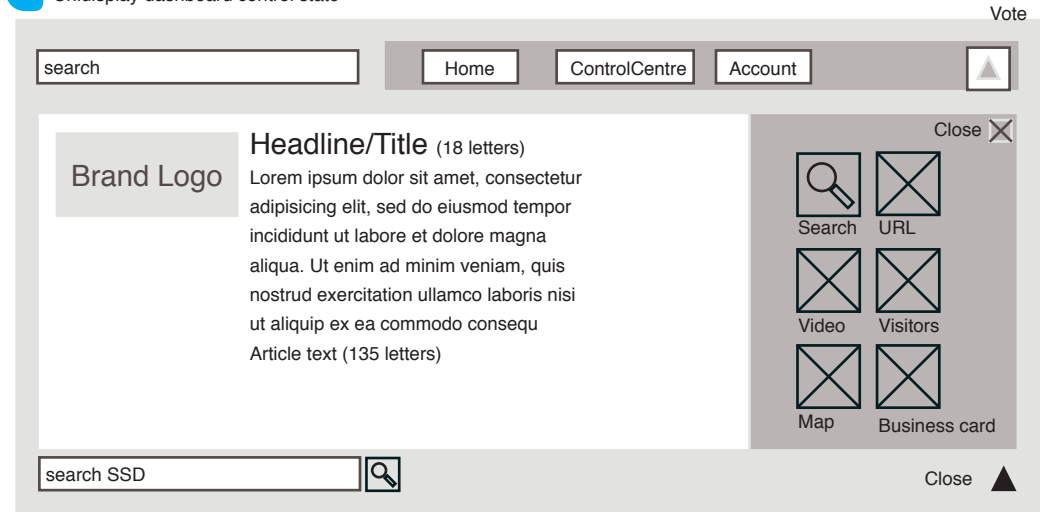 dashboard control state
Vote
search
Home
ControlCentre
Account
Close
Brand Logo
Headline/Title (18 letters)
Lorem ipsum dolor sit amet, consectetur
adipisicing elit, sed do eiusmod tempor
incididunt ut labore et dolore magna
aliqua. Ut enim ad minim veniam, quis
nostrud exercitation ullamco laboris nisi
ut aliquip ex ea commodo consequ
Article text (135 letters)
Search
URL
Video
Visitors
Map
Business card
search SSD
Close